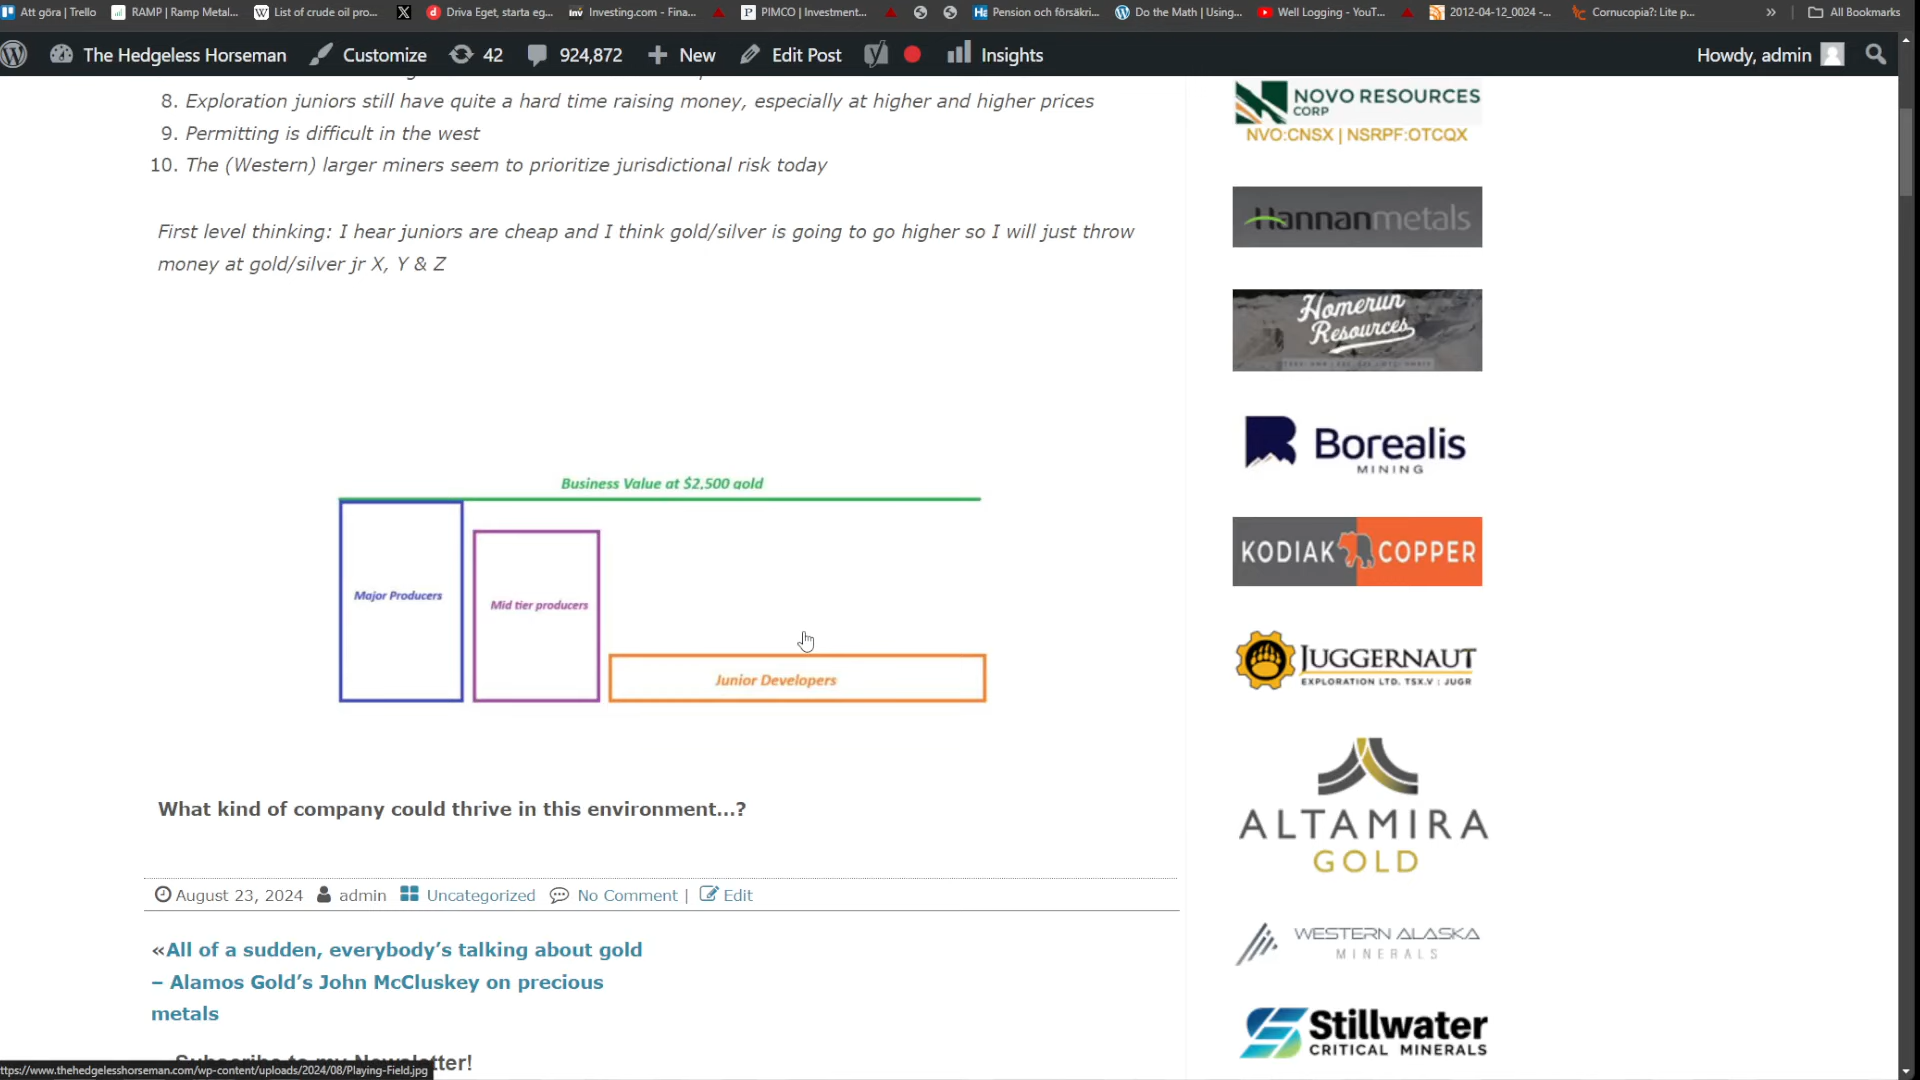 Att göra | Trello
RAMP | Ramp Metal...
List of crude oil pro...
Driva Eget, starta eg...
Investing.com - Fina...
PIMCO | Investment...
Pension och försäkri...
Do the Math | Using...
Well Logging - YouT...
2012-04-12_0024 -...
Cornucopia?: Lite p...
»
All Bookmarks
The Hedgeless Horseman
Customize
42
924,872
New
Edit Post
Insights
Howdy, admin
8. Exploration juniors still have quite a hard time raising money, especially at higher and higher prices
9. Permitting is difficult in the west
10. The (Western) larger miners seem to prioritize jurisdictional risk today
First level thinking: I hear juniors are cheap and I think gold/silver is going to go higher so I will just throw
money at gold/silver jr X, Y & Z
Business Value at $2,500 gold
Major Producers
Mid tier producers
Junior Developers
What kind of company could thrive in this environment...?
August 23, 2024
admin
Uncategorized
No Comment |
Edit
«All of a sudden, everybody’s talking about gold
– Alamos Gold’s John McCluskey on precious
metals
Subscribe to my Newsletter!
ttps://www.thehedgelesshorseman.com/wp-content/uploads/2024/08/Playing-Field.jpg
NOVO RESOURCES
CORP
NVO:CNSX | NSRPF:OTCQX
Hannanmetals
Homerun
Resources
Borealis
MINING
KODIAK COPPER
JUGGERNAUT
EXPLORATION LTD. TSX.V : JUGR
ALTAMIRA
GOLD
WESTERN ALASKA
MINERALS
Stillwater
CRITICAL MINERALS